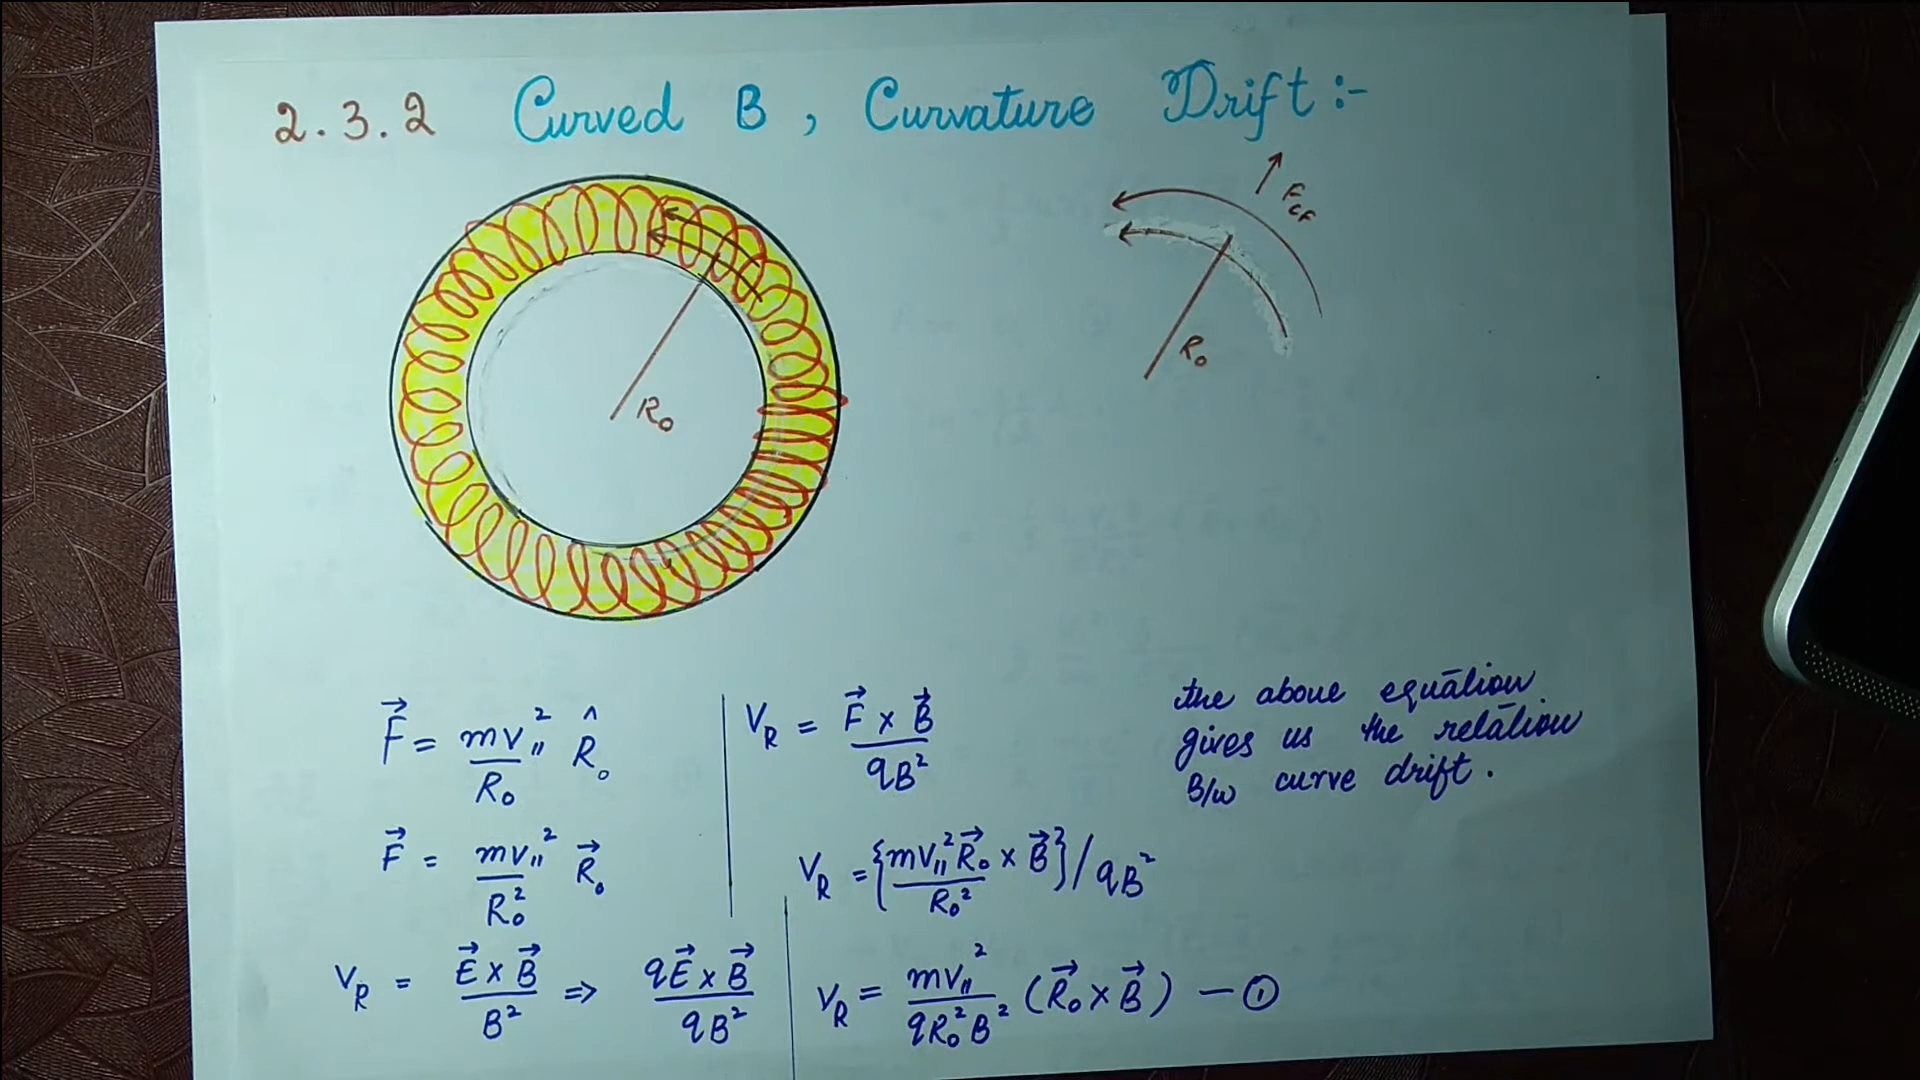 2.3.2 Curved B, Curvature Drift :-
F_CF
R₀
R₀
F⃗ = mv∥² / R₀ R̂₀
F⃗ = mv∥² / R₀² R⃗₀
V_R = E⃗ × B⃗ / B² ⇒ qE⃗ × B⃗ / qB²
V_R = F⃗ × B⃗ / qB²
V_R = {mv∥² R⃗₀ / R₀² × B⃗} / qB²
V_R = mv∥² / qR₀²B² (R⃗₀ × B⃗) — ①
the above equation
gives us the relation
B/w curve drift.